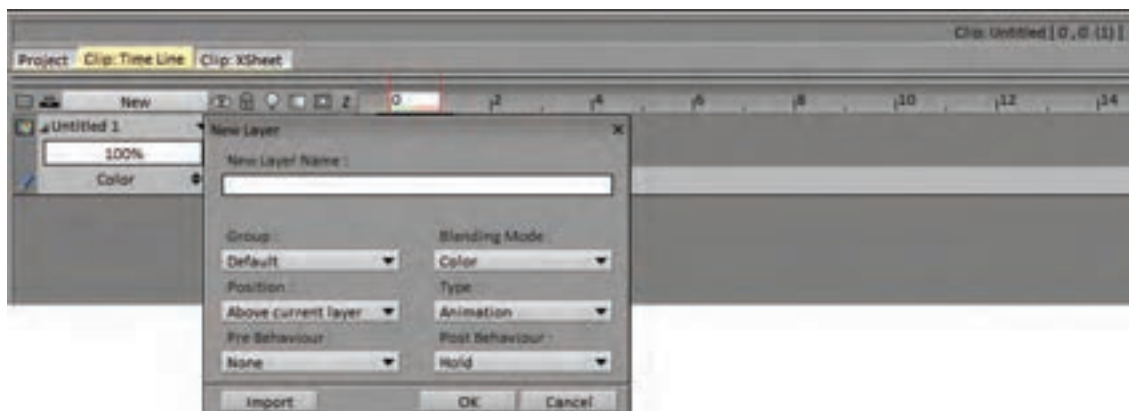 Clip: Untitled [ 0 , 0 (1) ]
Project Clip: Time Line Clip: XSheet
New z 0 2 4 6 8 10 12 14
Untitled 1
100%
Color
New Layer x
New Layer Name :
Group : Blending Mode
Default Color
Position : Type :
Above current layer Animation
Pre Behaviour : Post Behaviour :
None Hold
Import OK Cancel